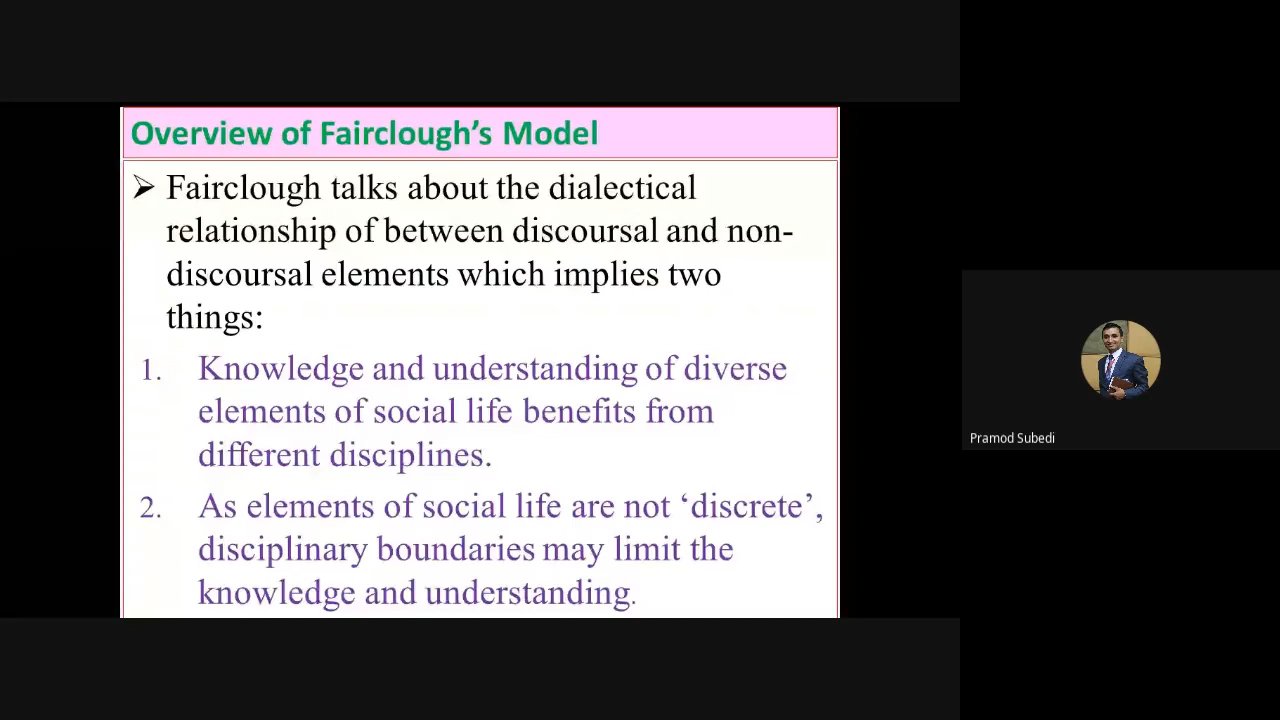 Overview of Fairclough’s Model
➢ Fairclough talks about the dialectical
relationship of between discoursal and non-
discoursal elements which implies two
things:
1. Knowledge and understanding of diverse
elements of social life benefits from
different disciplines.
2. As elements of social life are not ‘discrete’,
disciplinary boundaries may limit the
knowledge and understanding.
Pramod Subedi